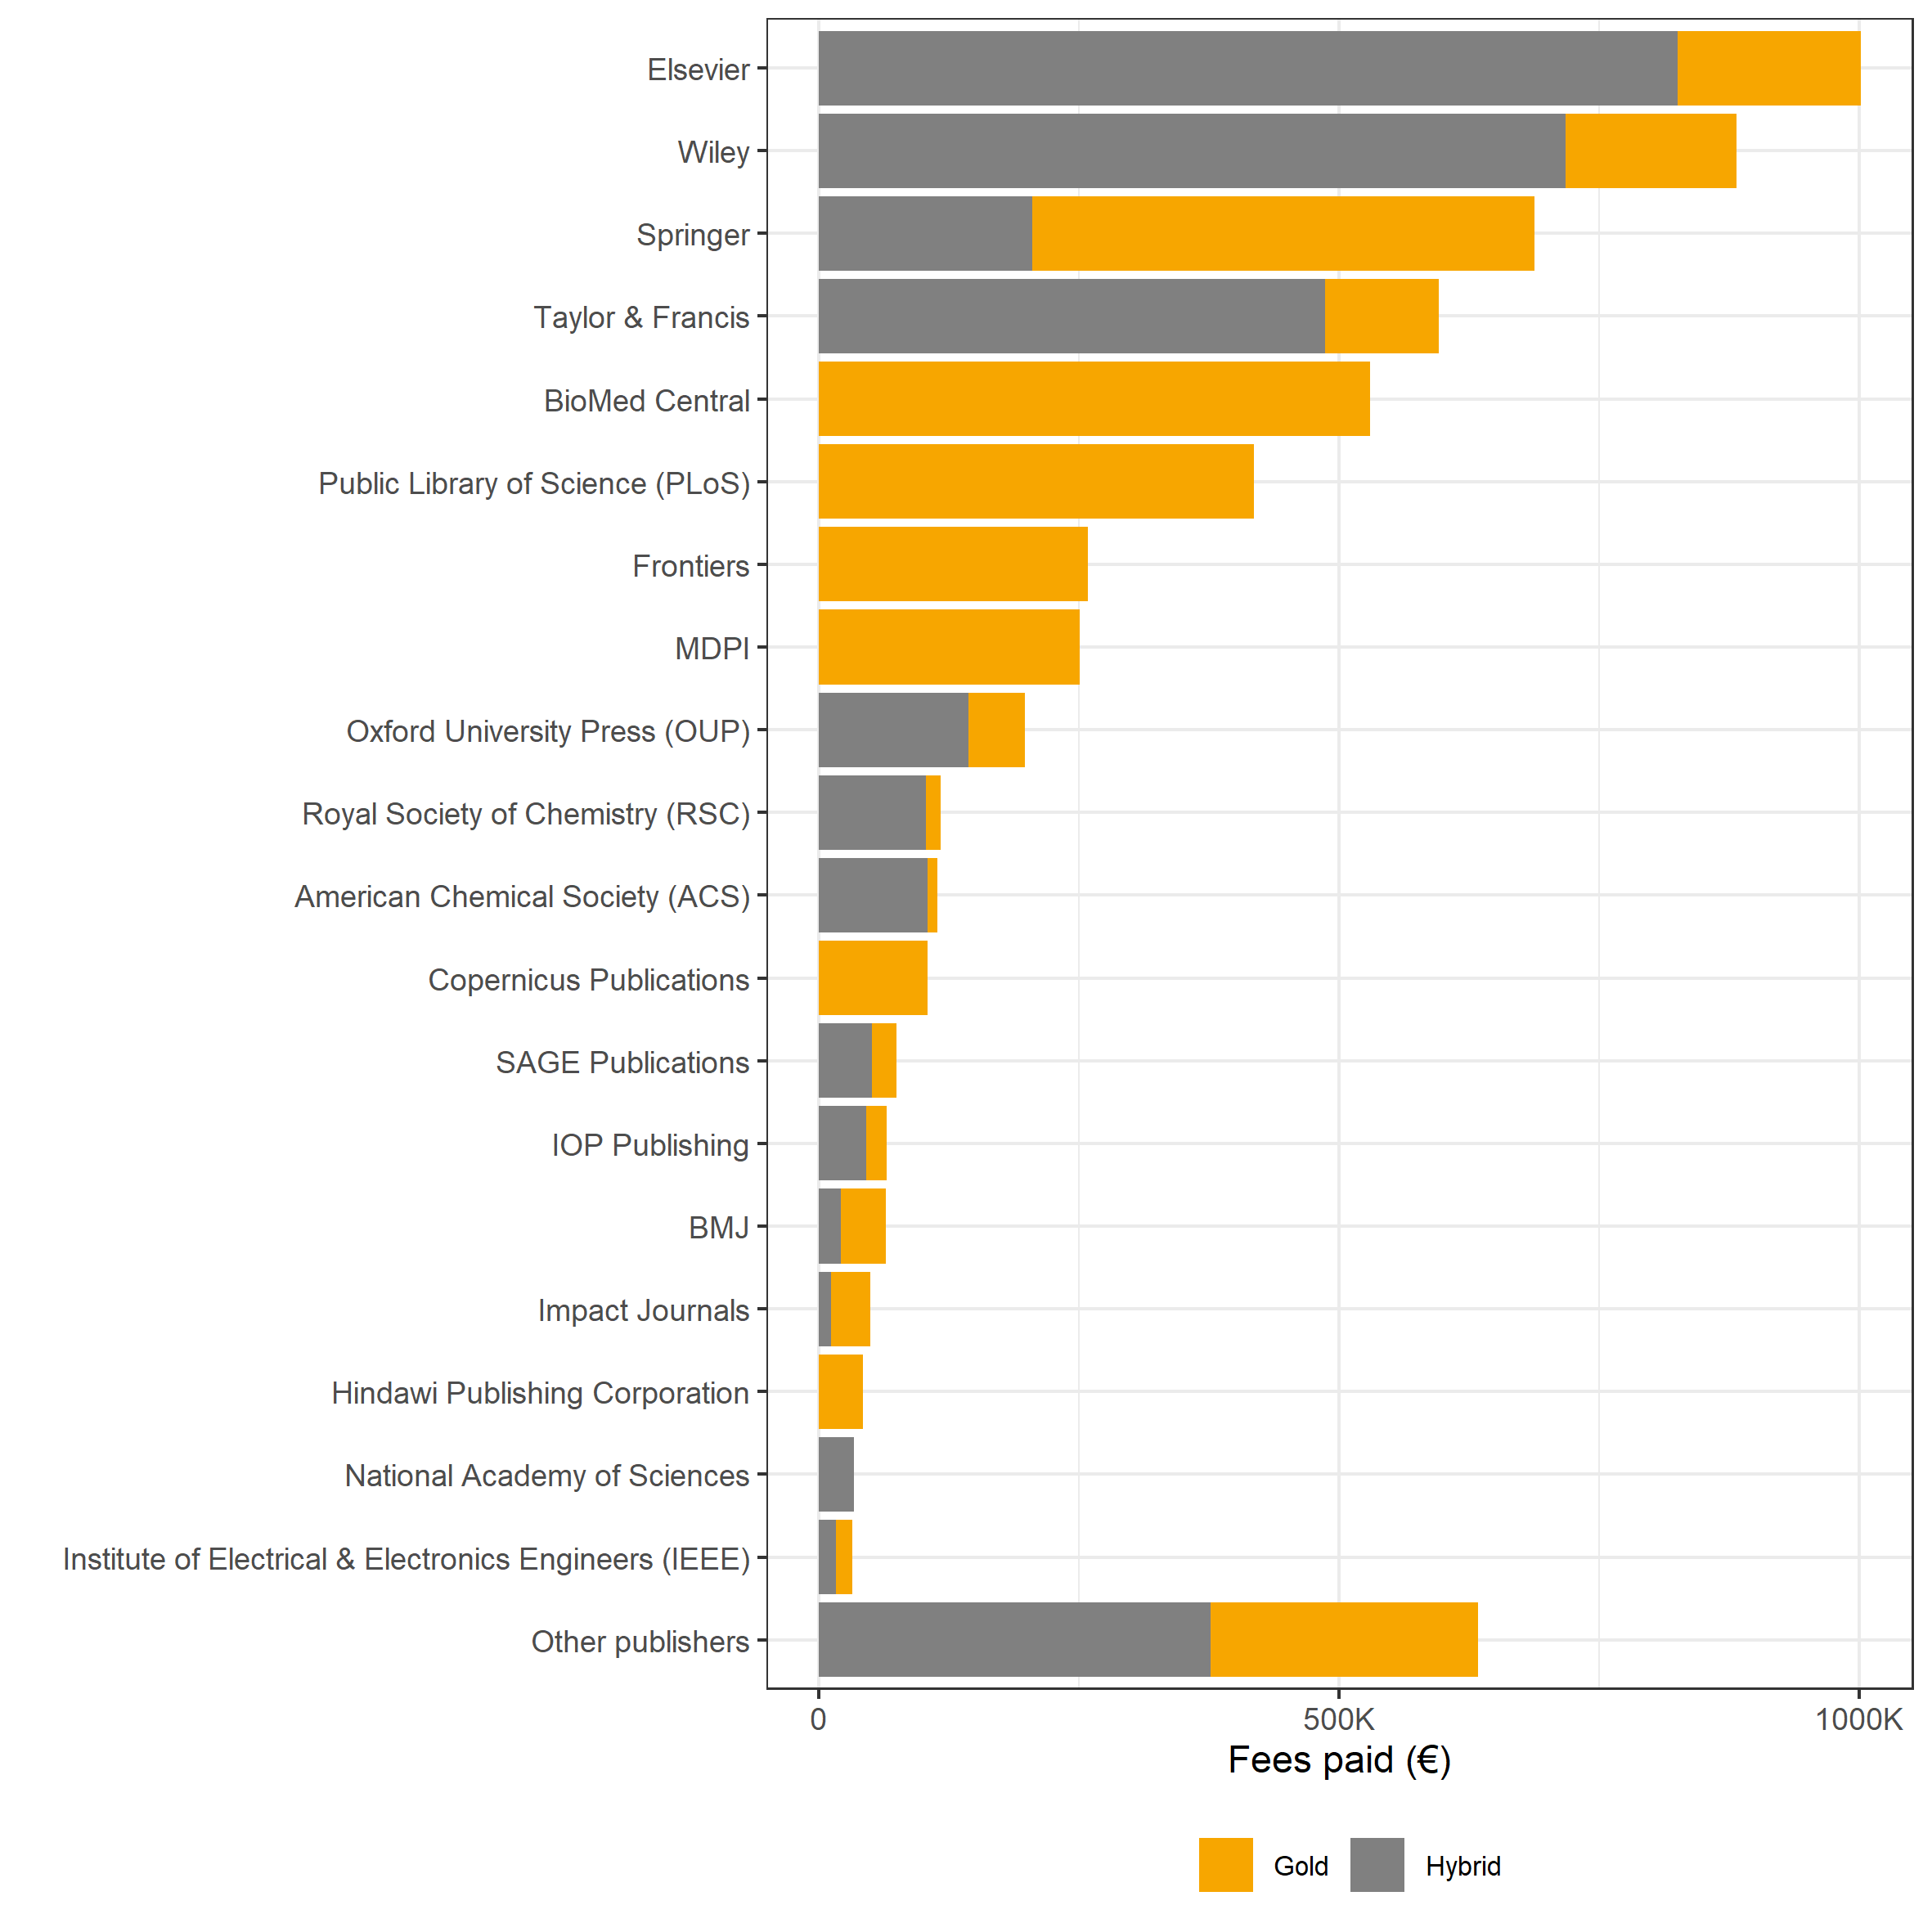 Elsevier
Wiley
Springer
Taylor & Francis
BioMed Central
Public Library of Science (PLoS)
Frontiers
MDPI
Oxford University Press (OUP)
Royal Society of Chemistry (RSC)
American Chemical Society (ACS)
Copernicus Publications
SAGE Publications
IOP Publishing
BMJ
Impact Journals
Hindawi Publishing Corporation
National Academy of Sciences
Institute of Electrical & Electronics Engineers (IEEE)
Other publishers
0 500K 1000K
Fees paid (€)
Gold Hybrid